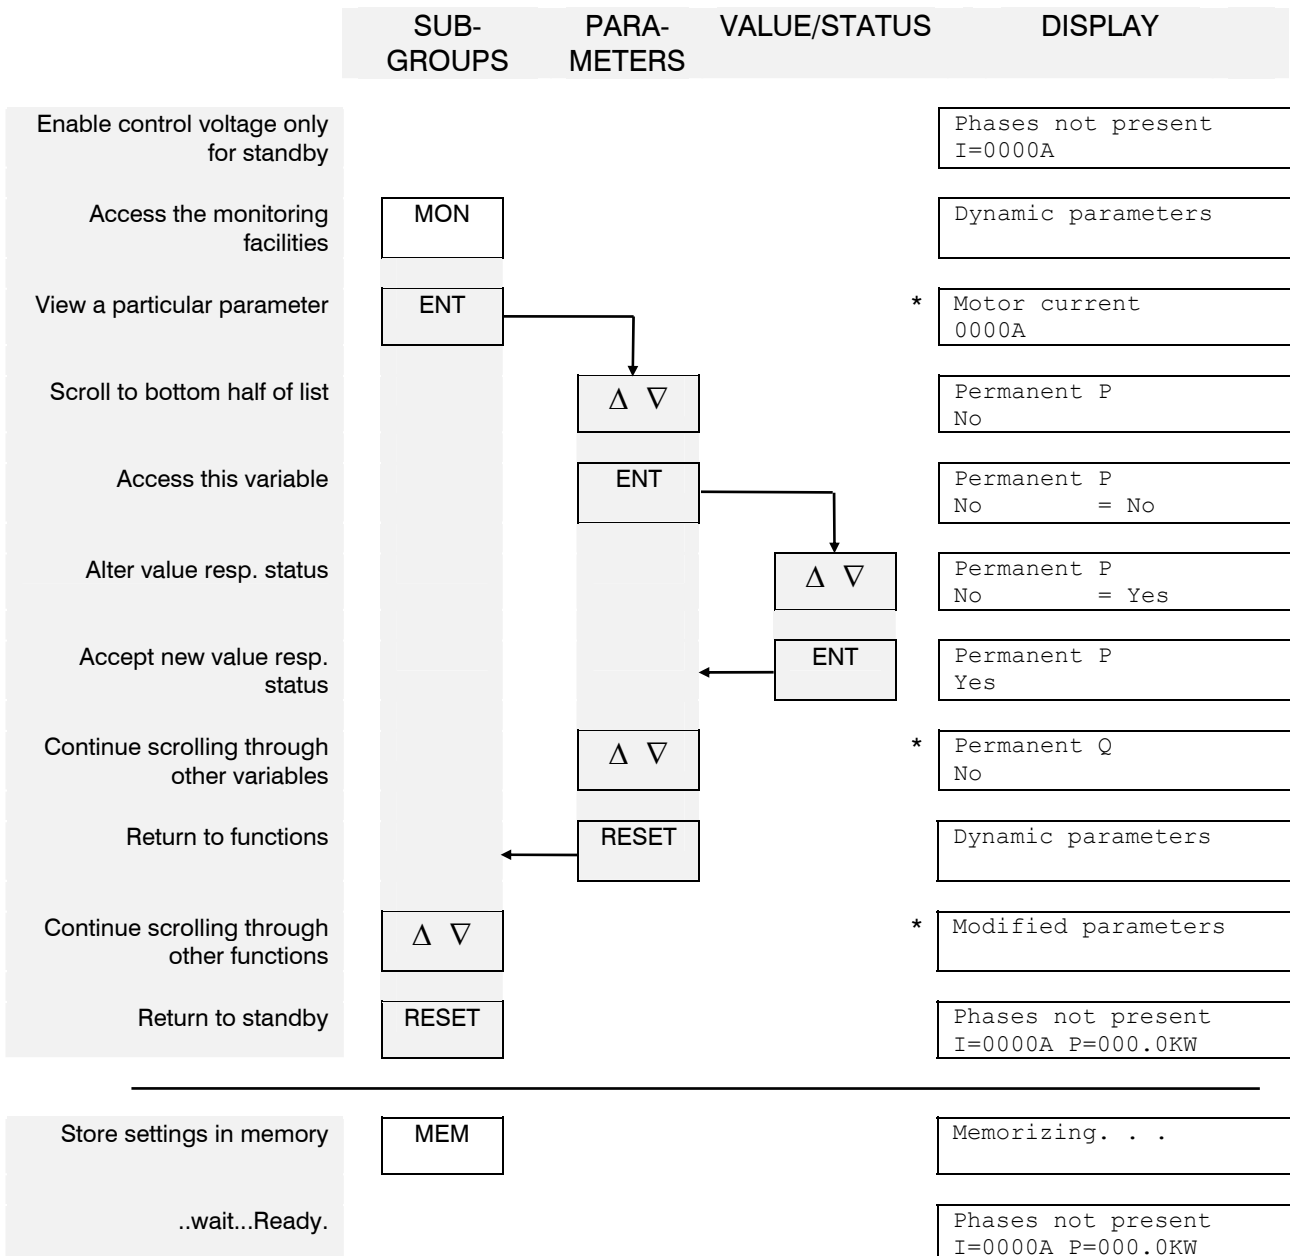 SUB-
GROUPS
PARA-
METERS
VALUE/STATUS
DISPLAY
Enable control voltage only
for standby
Phases not present
I=0000A
Access the monitoring
facilities
MON
Dynamic parameters
View a particular parameter
ENT
*
Motor current
0000A
Scroll to bottom half of list
Δ ∇
Permanent P
No
Access this variable
ENT
Permanent P
No = No
Alter value resp. status
Δ ∇
Permanent P
No = Yes
Accept new value resp.
status
ENT
Permanent P
Yes
Continue scrolling through
other variables
Δ ∇
*
Permanent Q
No
Return to functions
RESET
Dynamic parameters
Continue scrolling through
other functions
Δ ∇
*
Modified parameters
Return to standby
RESET
Phases not present
I=0000A P=000.0KW
Store settings in memory
MEM
Memorizing. . .
..wait...Ready.
Phases not present
I=0000A P=000.0KW